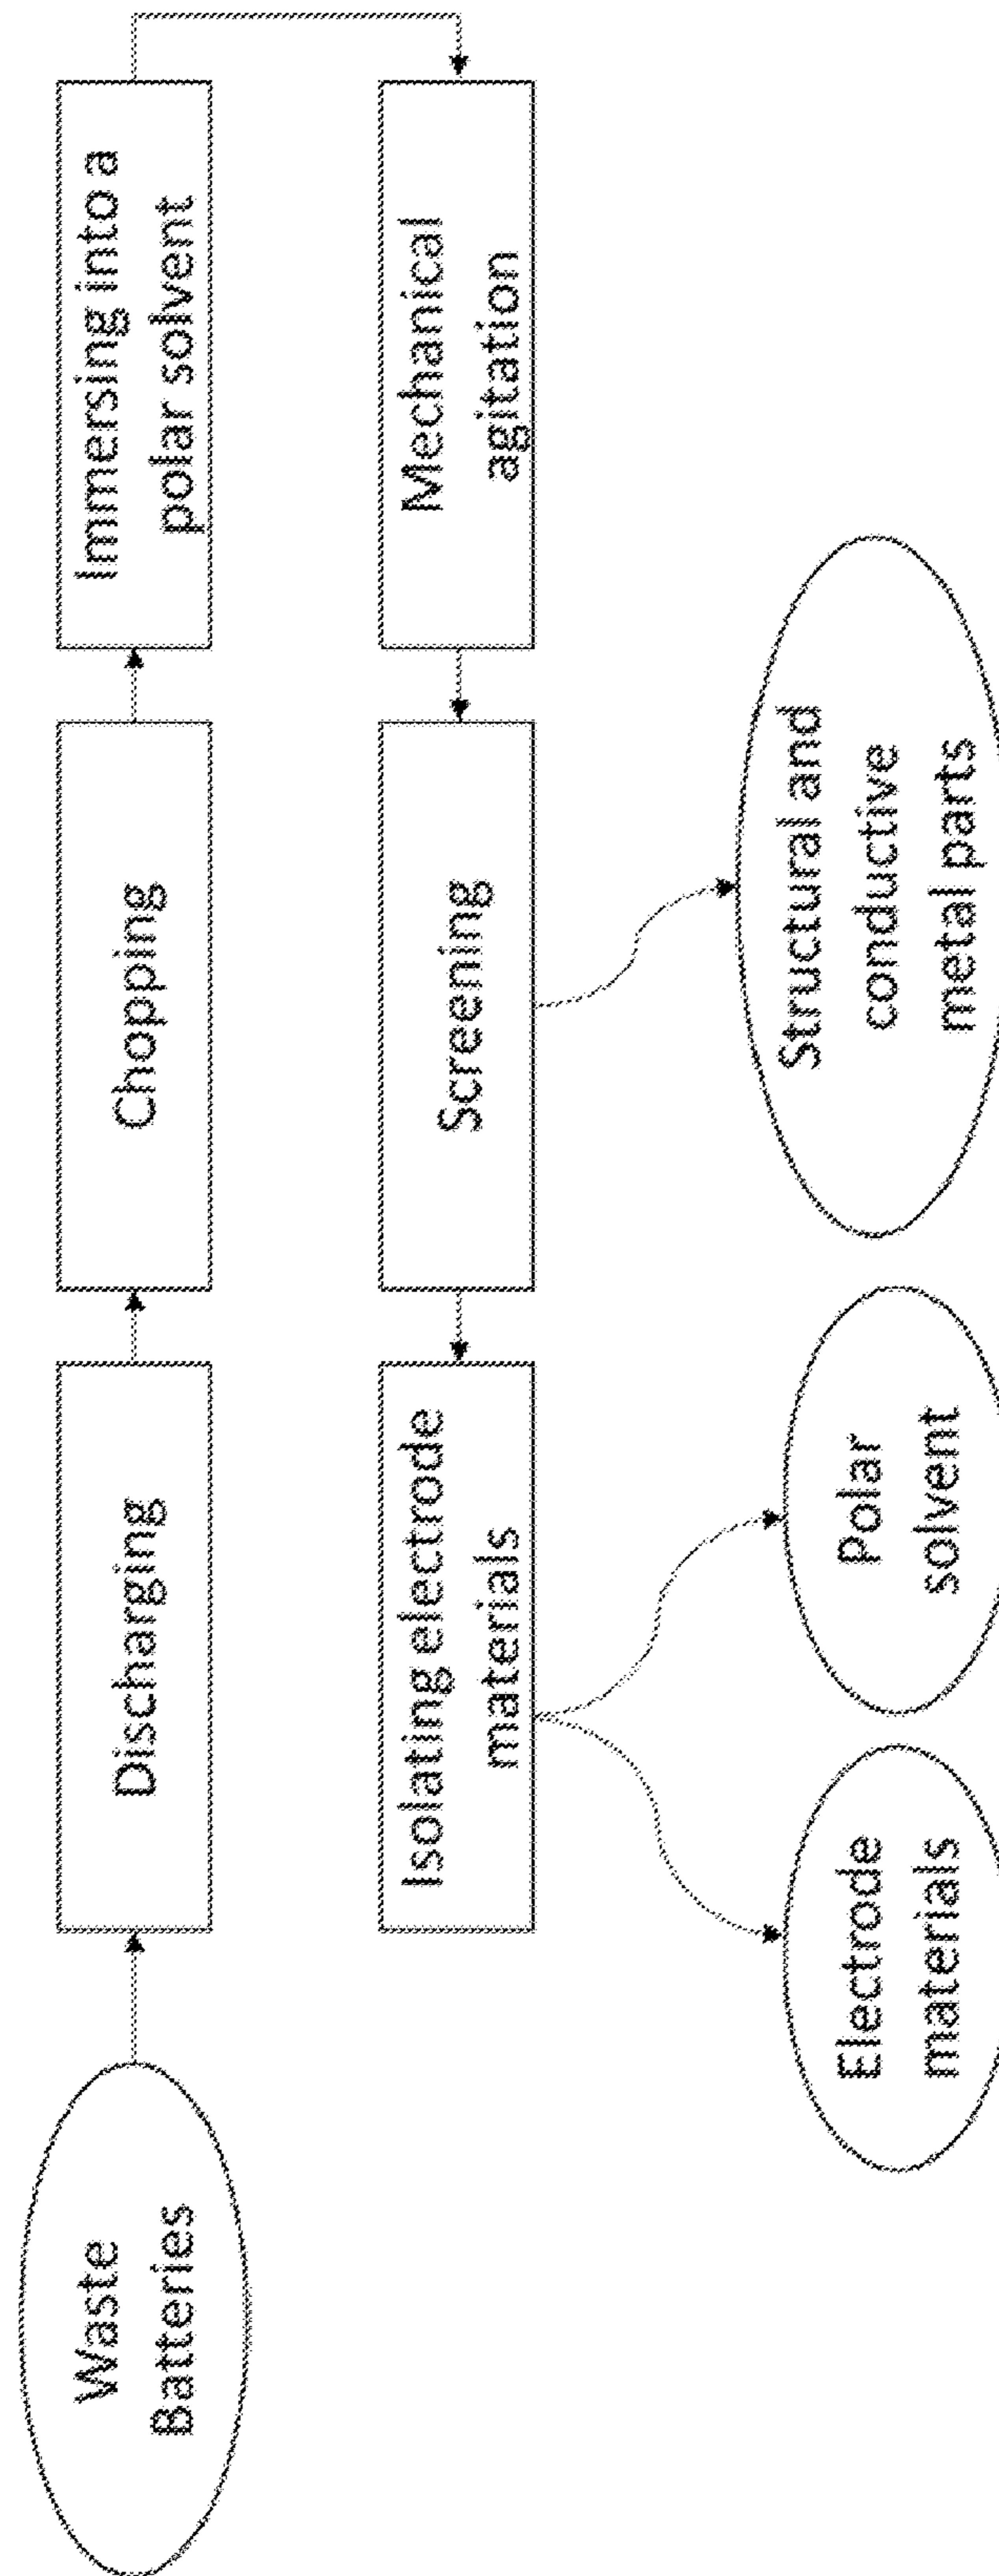 Waste
Batteries
Discharging
Chopping
Immersing into a
polar solvent
Mechanical
agitation
Screening
Isolating electrode
materials
Structural and
conductive
metal parts
Polar
solvent
Electrode
materials